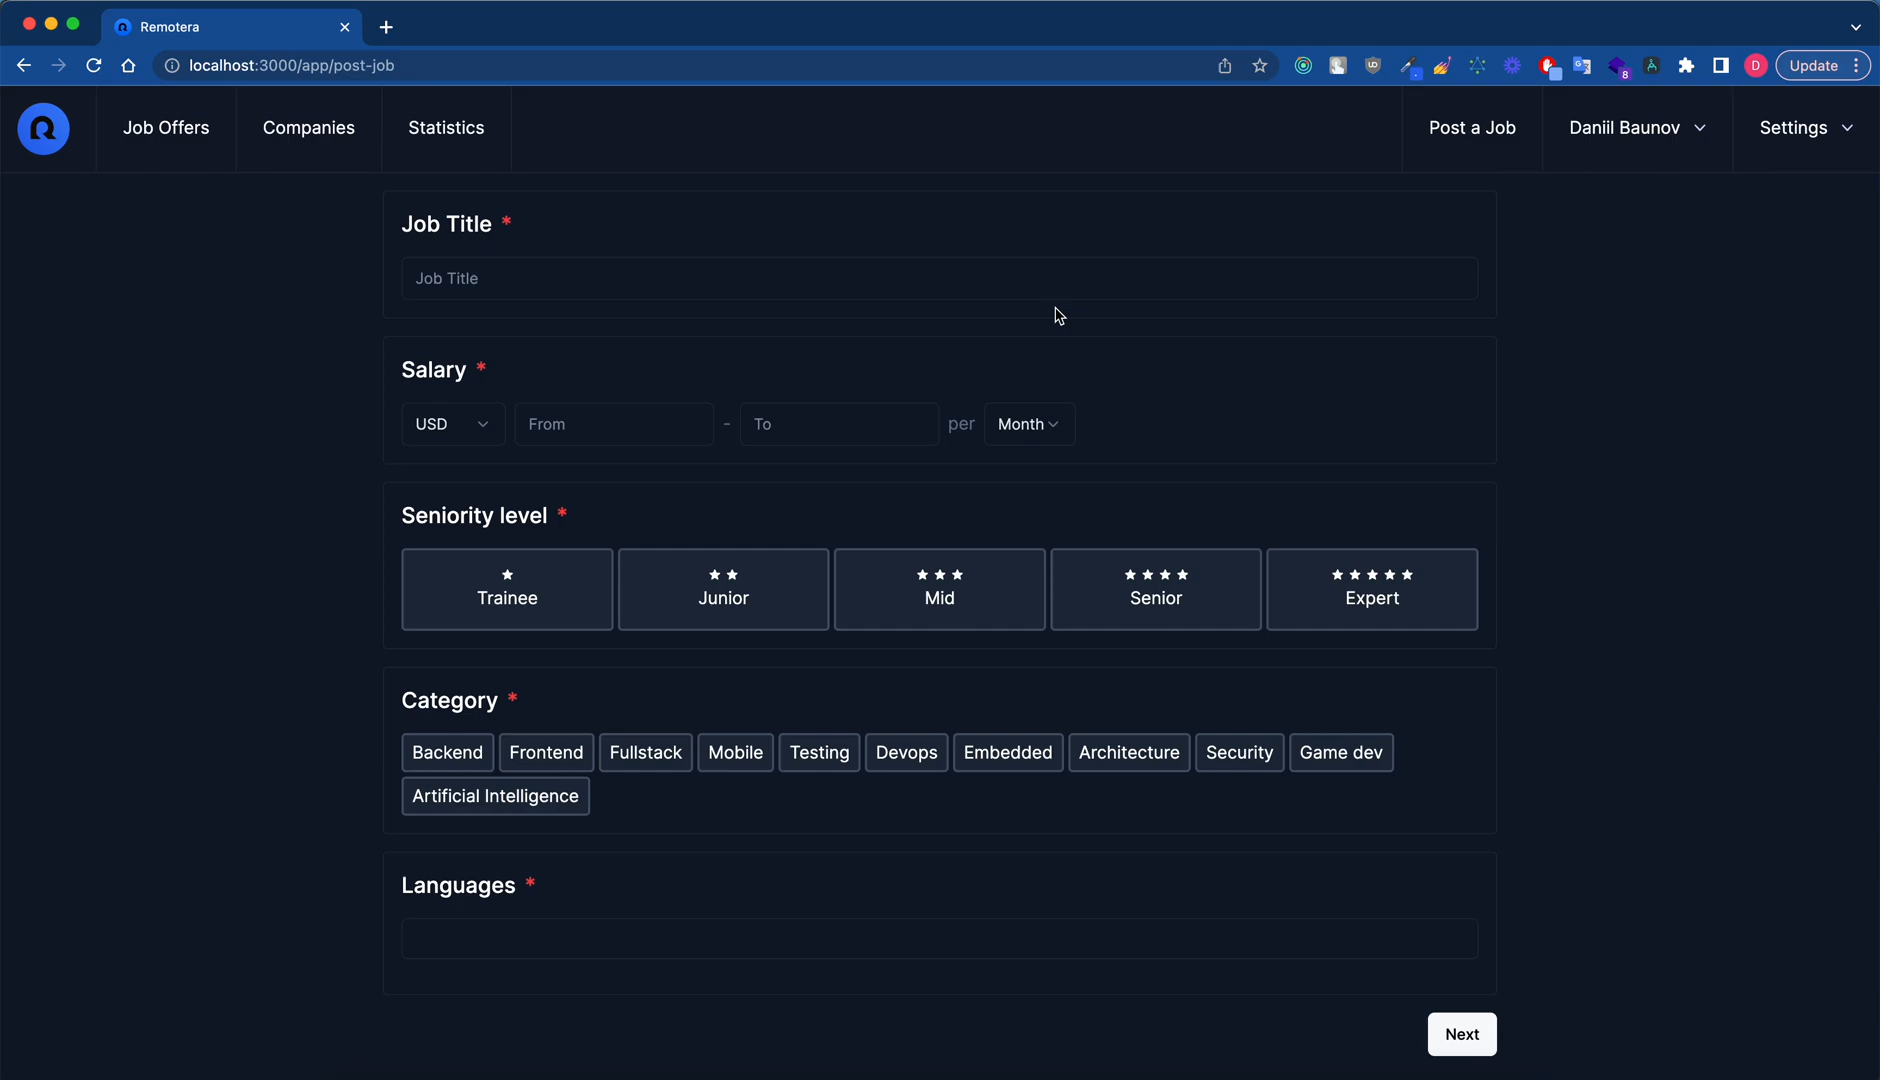 Remotera
localhost:3000/app/post-job
8
D
Update
Job Offers
Companies
Statistics
Post a Job
Daniil Baunov
Settings
Job Title *
Job Title
Salary *
USD
From
-
To
per
Month
Seniority level *
Trainee
Junior
Mid
Senior
Expert
Category *
Backend
Frontend
Fullstack
Mobile
Testing
Devops
Embedded
Architecture
Security
Game dev
Artificial Intelligence
Languages *
Next